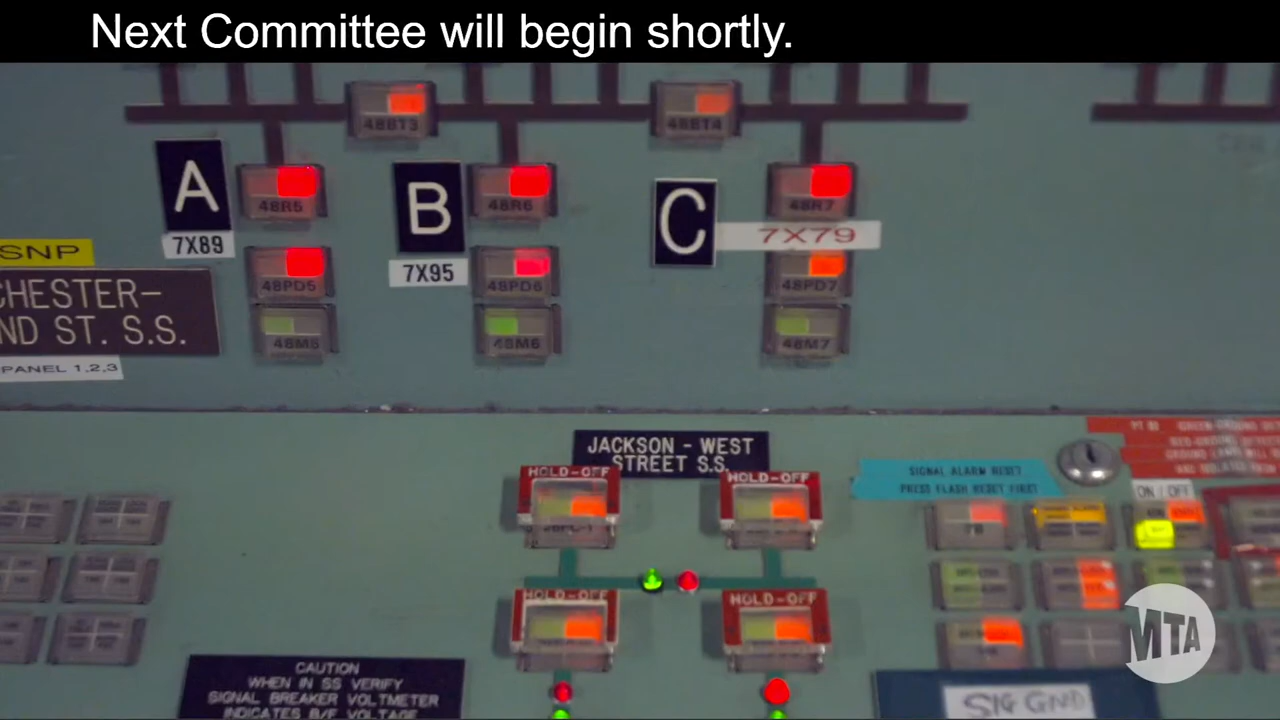 Next Committee will begin shortly.
48BT3
48BT4
A
48R5
B
48R6
C
48R7
7X89
7X95
7X79
SNP
48PD5
48PD6
48PD7
CHESTER-
ND ST. S.S.
48M6
48M7
PANEL 1,2,3
JACKSON - WEST
STREET S.S.
HOLD-OFF
HOLD-OFF
SIGNAL ALARM RESET
PRESS FLASH RESET FIRST
ON / OFF
HOLD-OFF
HOLD-OFF
MTA
CAUTION
WHEN IN SS VERIFY
SIGNAL BREAKER VOLTMETER
INDICATES B/F VOLTAGE
SIG GND